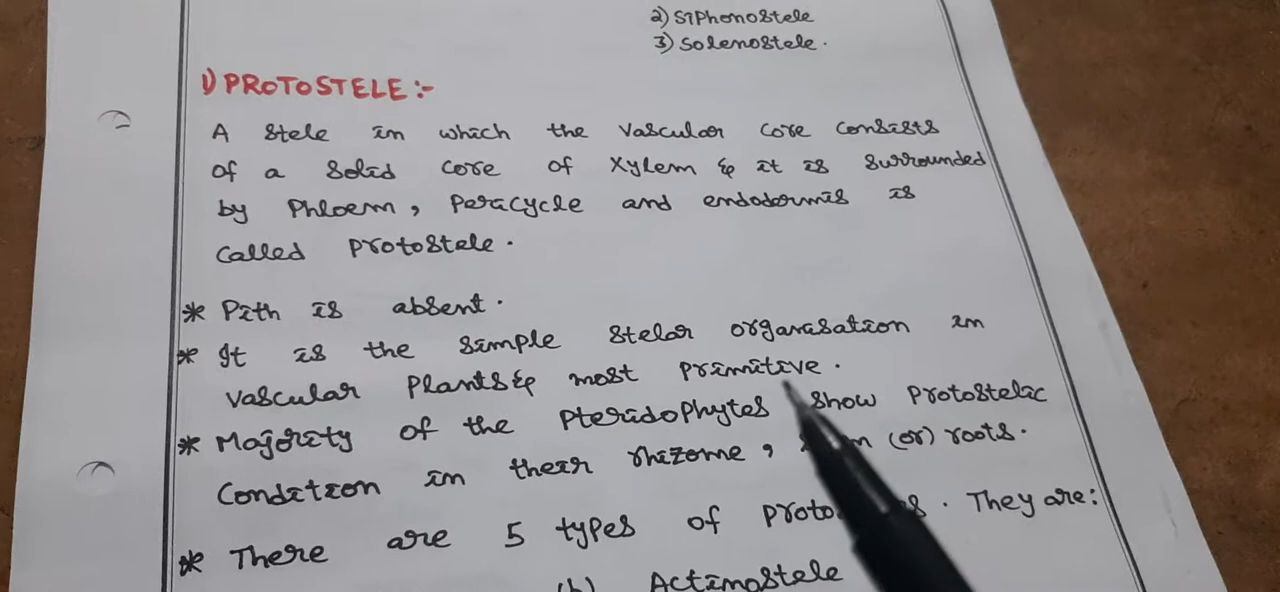 2) Siphonostele
3) Solenostele.
1) PROTOSTELE :-
A stele in which the vascular core consists
of a solid core of xylem & it is surrounded
by phloem, pericycle and endodermis is
called protostele.
* Pith is absent.
* It is the simple stelar organisation in
vascular plants & most primitive.
* Majority of the pteridophytes show protostelic
condition in their rhizome, (or) roots.
* There are 5 types of They are:
(b) Actinostele